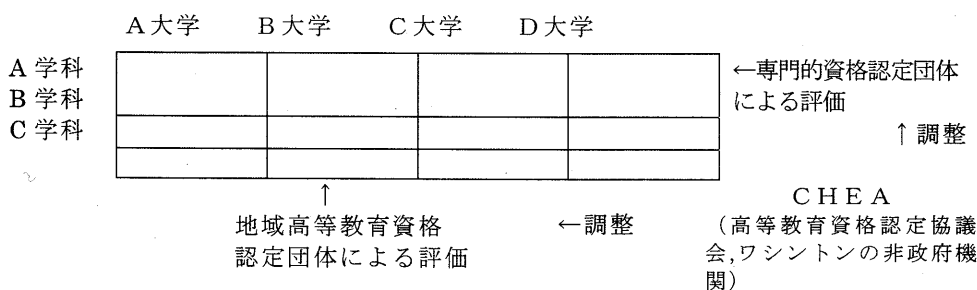 A大学 B大学 C大学 D大学
A学科
B学科
C学科
←専門的資格認定団体
による評価
↑調整
↑
地域高等教育資格
認定団体による評価
←調整
CHEA
(高等教育資格認定協議
会,ワシントンの非政府機
関)